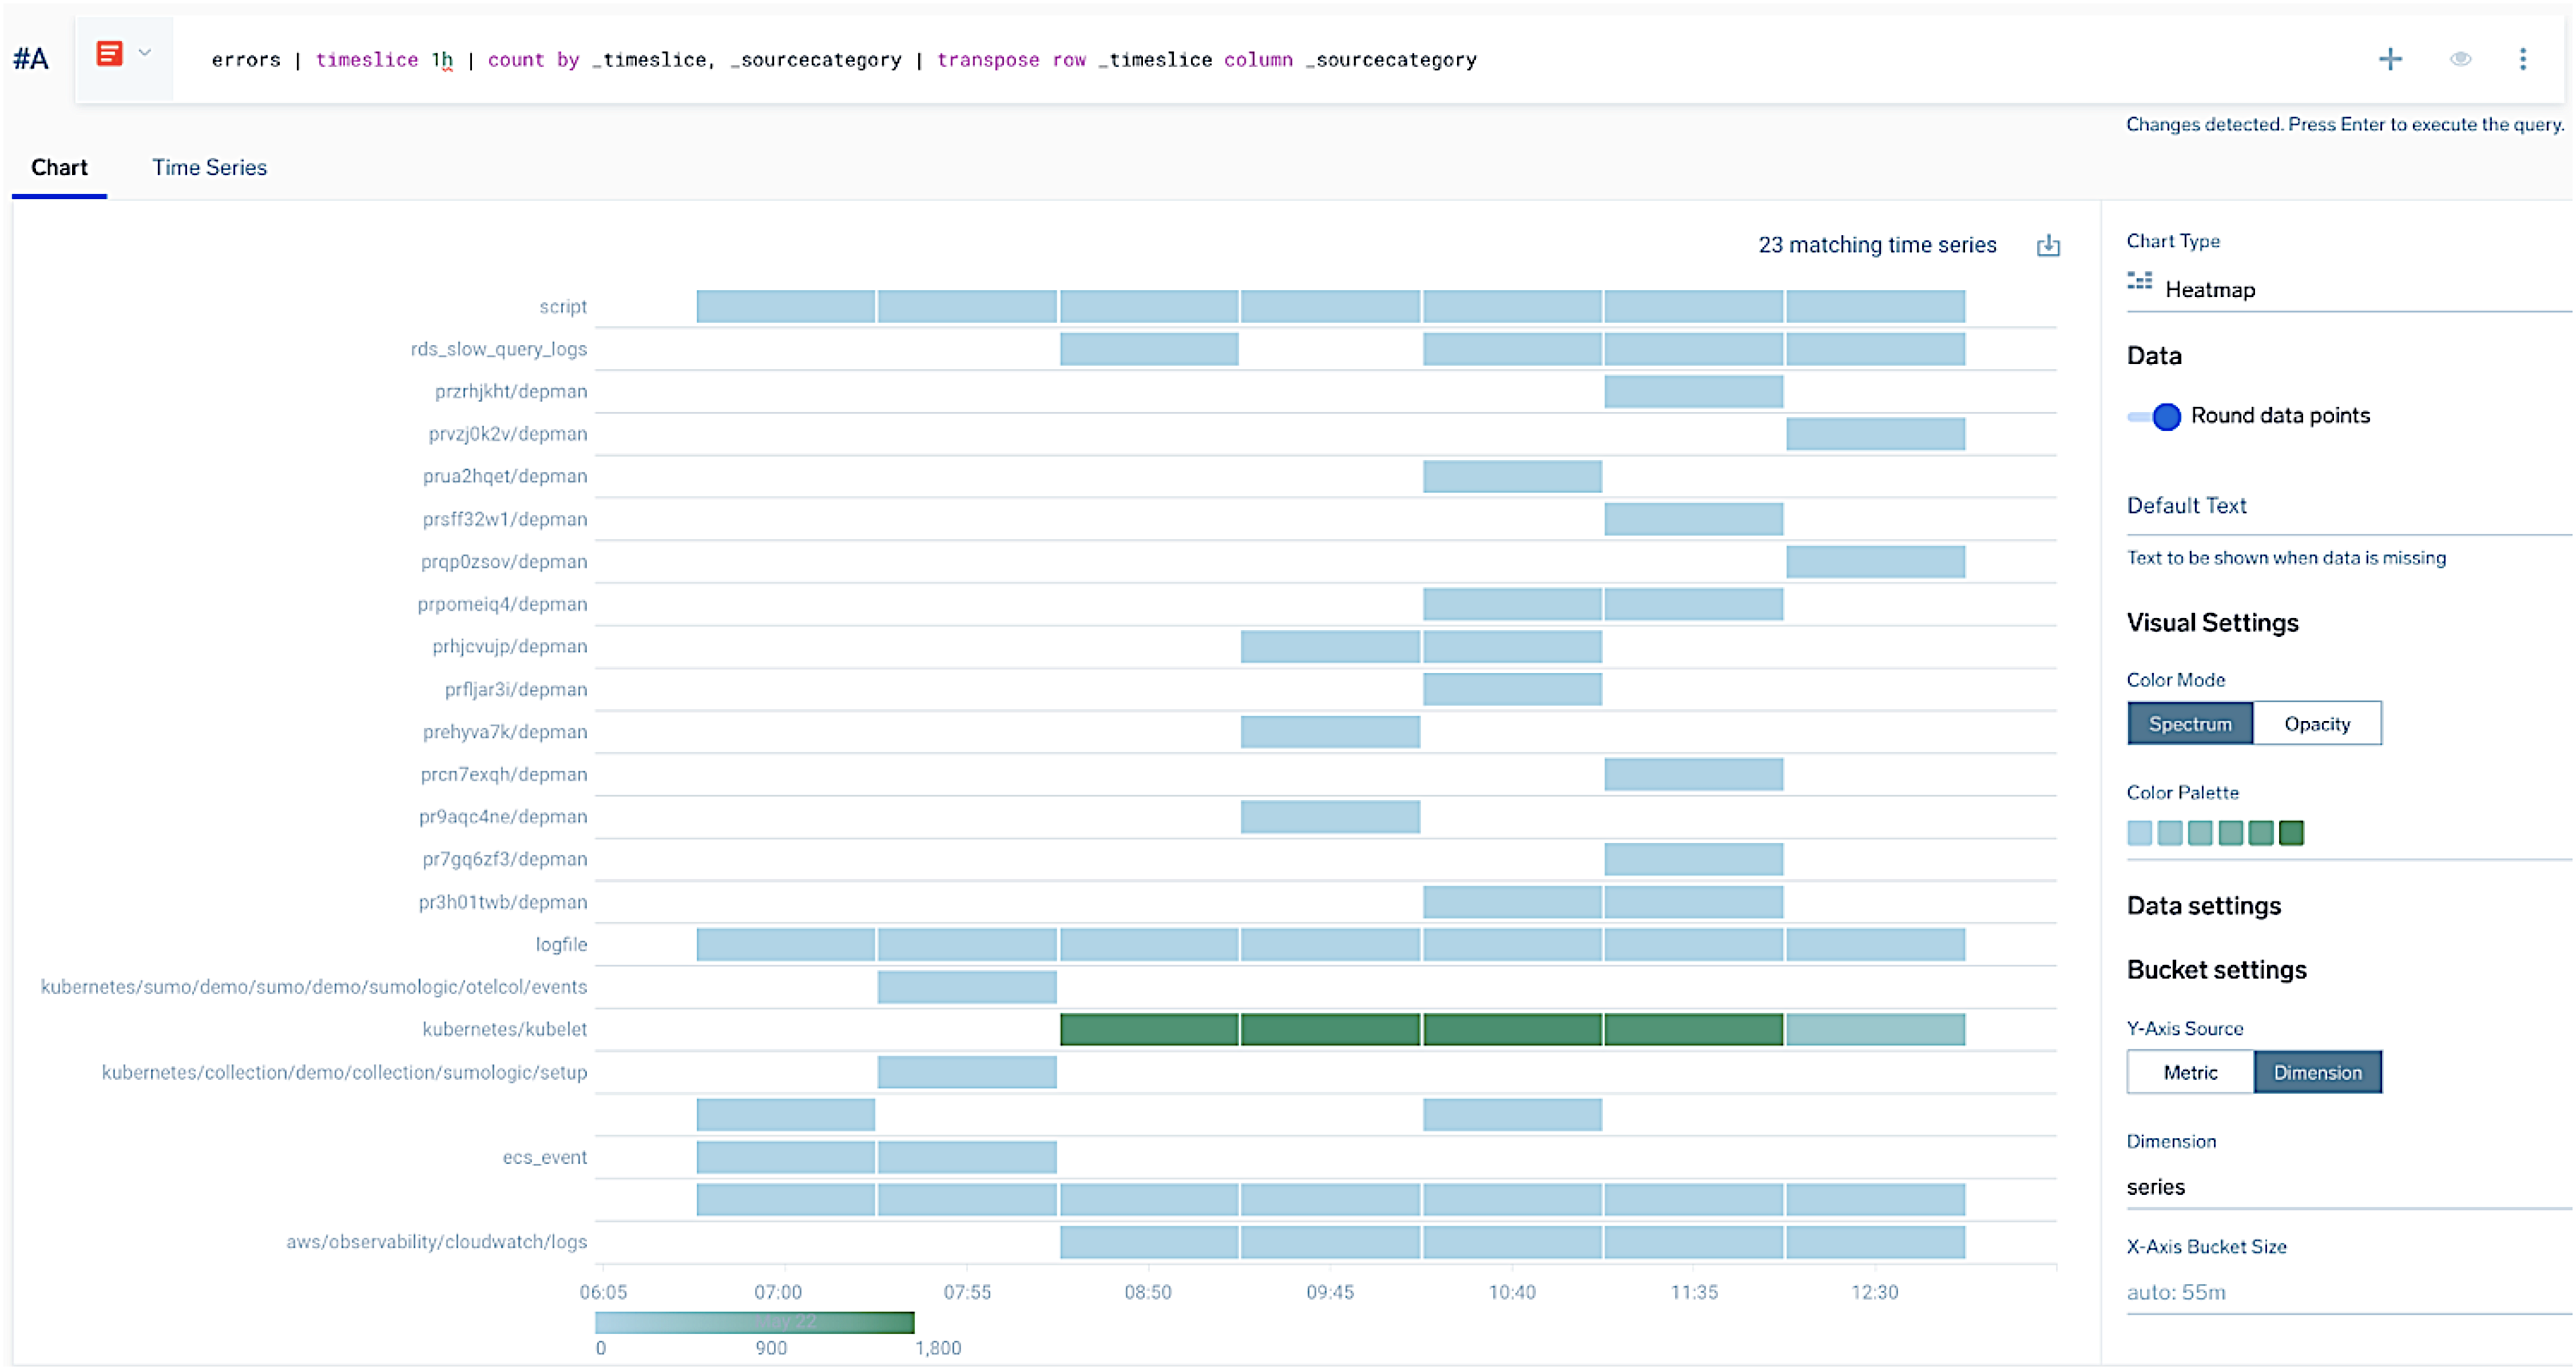 #A errors | timeslice 1h | count by _timeslice, _sourcecategory | transpose row _timeslice column _sourcecategory
Changes detected. Press Enter to execute the query.
Chart Time Series
23 matching time series
script
rds_slow_query_logs
przrhjkht/depman
prvzj0k2v/depman
prua2hqet/depman
prsff32w1/depman
prqp0zsov/depman
prpomeiq4/depman
prhjcvujp/depman
prfljar3i/depman
prehyva7k/depman
prcn7exqh/depman
pr9aqc4ne/depman
pr7gq6zf3/depman
pr3h01twb/depman
logfile
kubernetes/sumo/demo/sumo/demo/sumologic/otelcol/events
kubernetes/kubelet
kubernetes/collection/demo/collection/sumologic/setup
ecs_event
aws/observability/cloudwatch/logs
06:05 07:00 07:55 08:50 09:45 10:40 11:35 12:30
May 22
0 900 1,800
Chart Type
Heatmap
Data
Round data points
Default Text
Text to be shown when data is missing
Visual Settings
Color Mode
Spectrum Opacity
Color Palette
Data settings
Bucket settings
Y-Axis Source
Metric Dimension
Dimension
series
X-Axis Bucket Size
auto: 55m